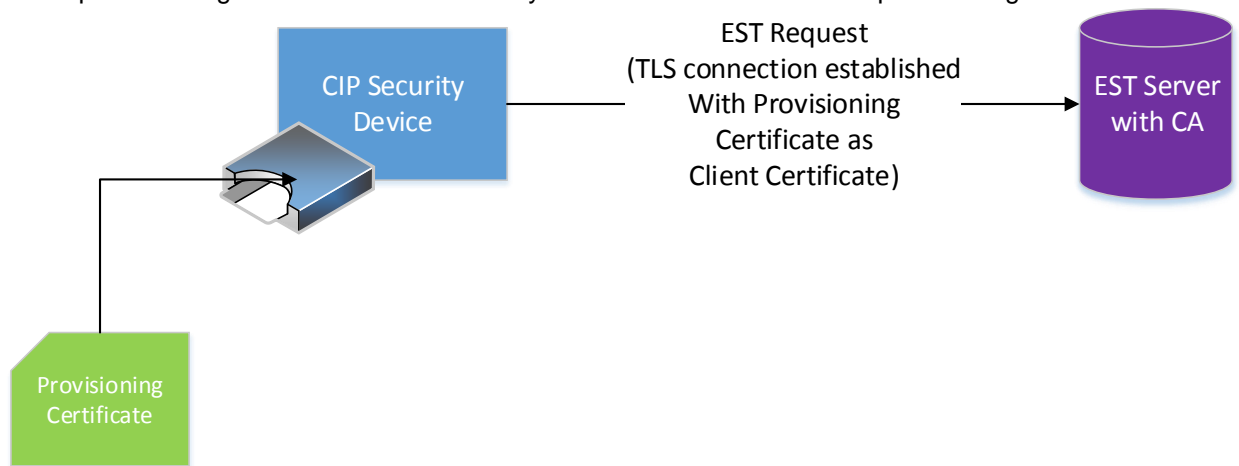 EST Request
(TLS connection established
With Provisioning
Certificate as
Client Certificate)
CIP Security
Device
EST Server
with CA
Provisioning
Certificate